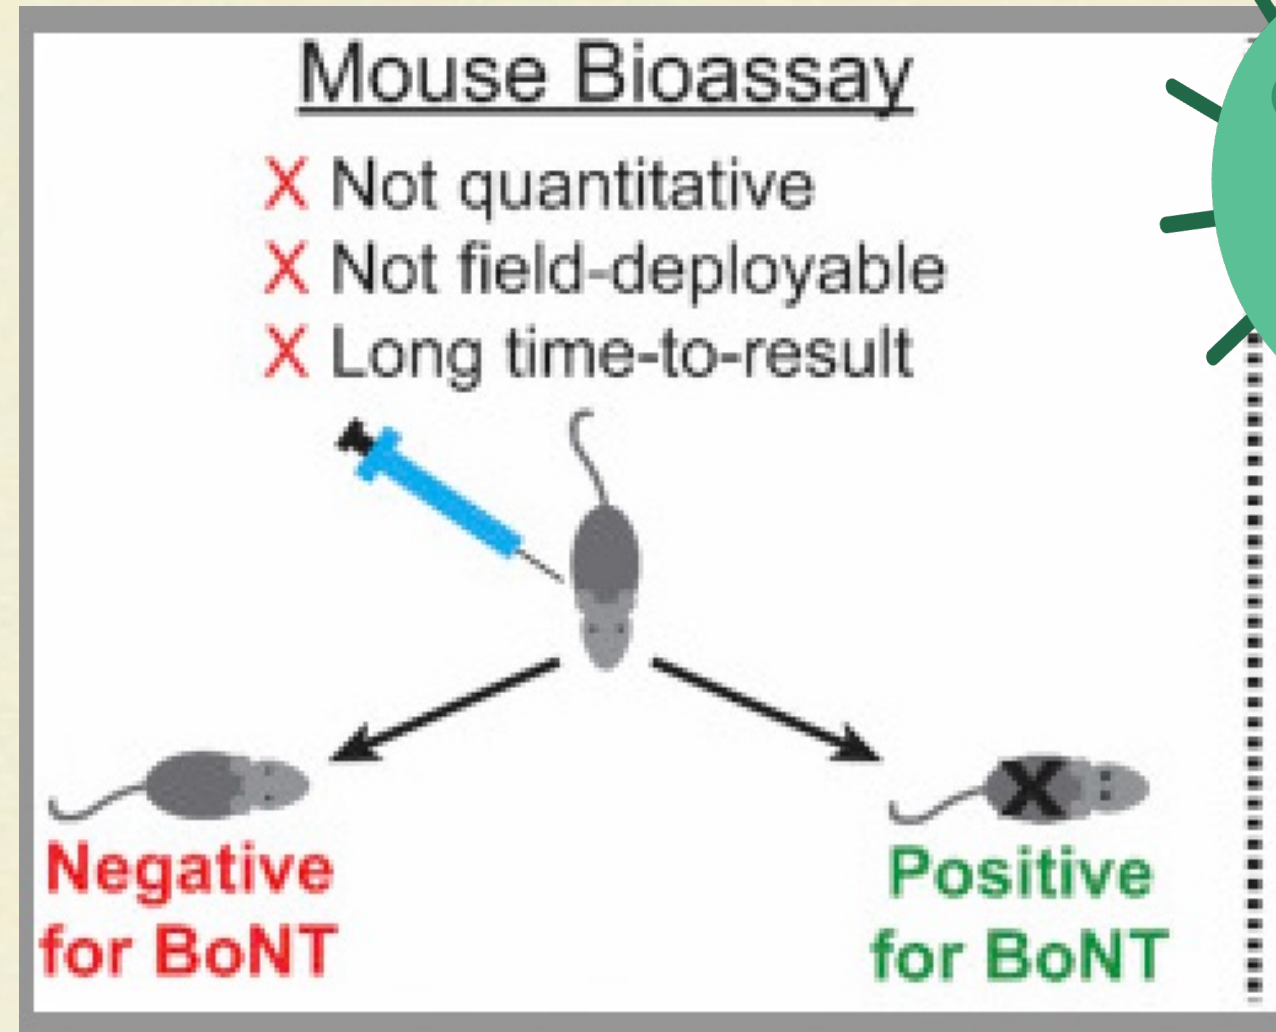 Mouse Bioassay
X Not quantitative
X Not field-deployable
X Long time-to-result
X
Negative
for BoNT
Positive
for BoNT